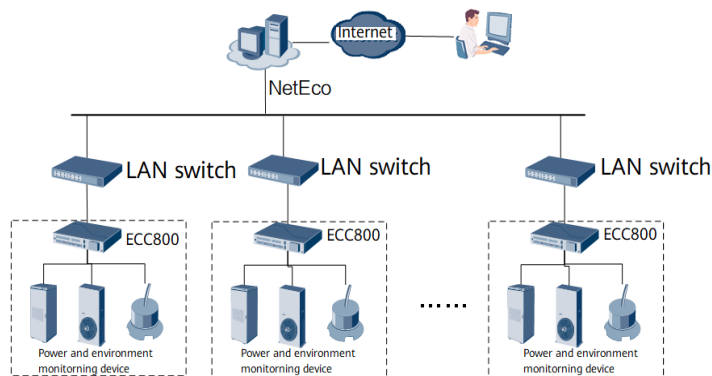 Internet
NetEco
LAN switch
LAN switch
LAN switch
ECC800
ECC800
ECC800
......
Power and environment
monitorning device
Power and environment
monitorning device
Power and environment
monitorning device